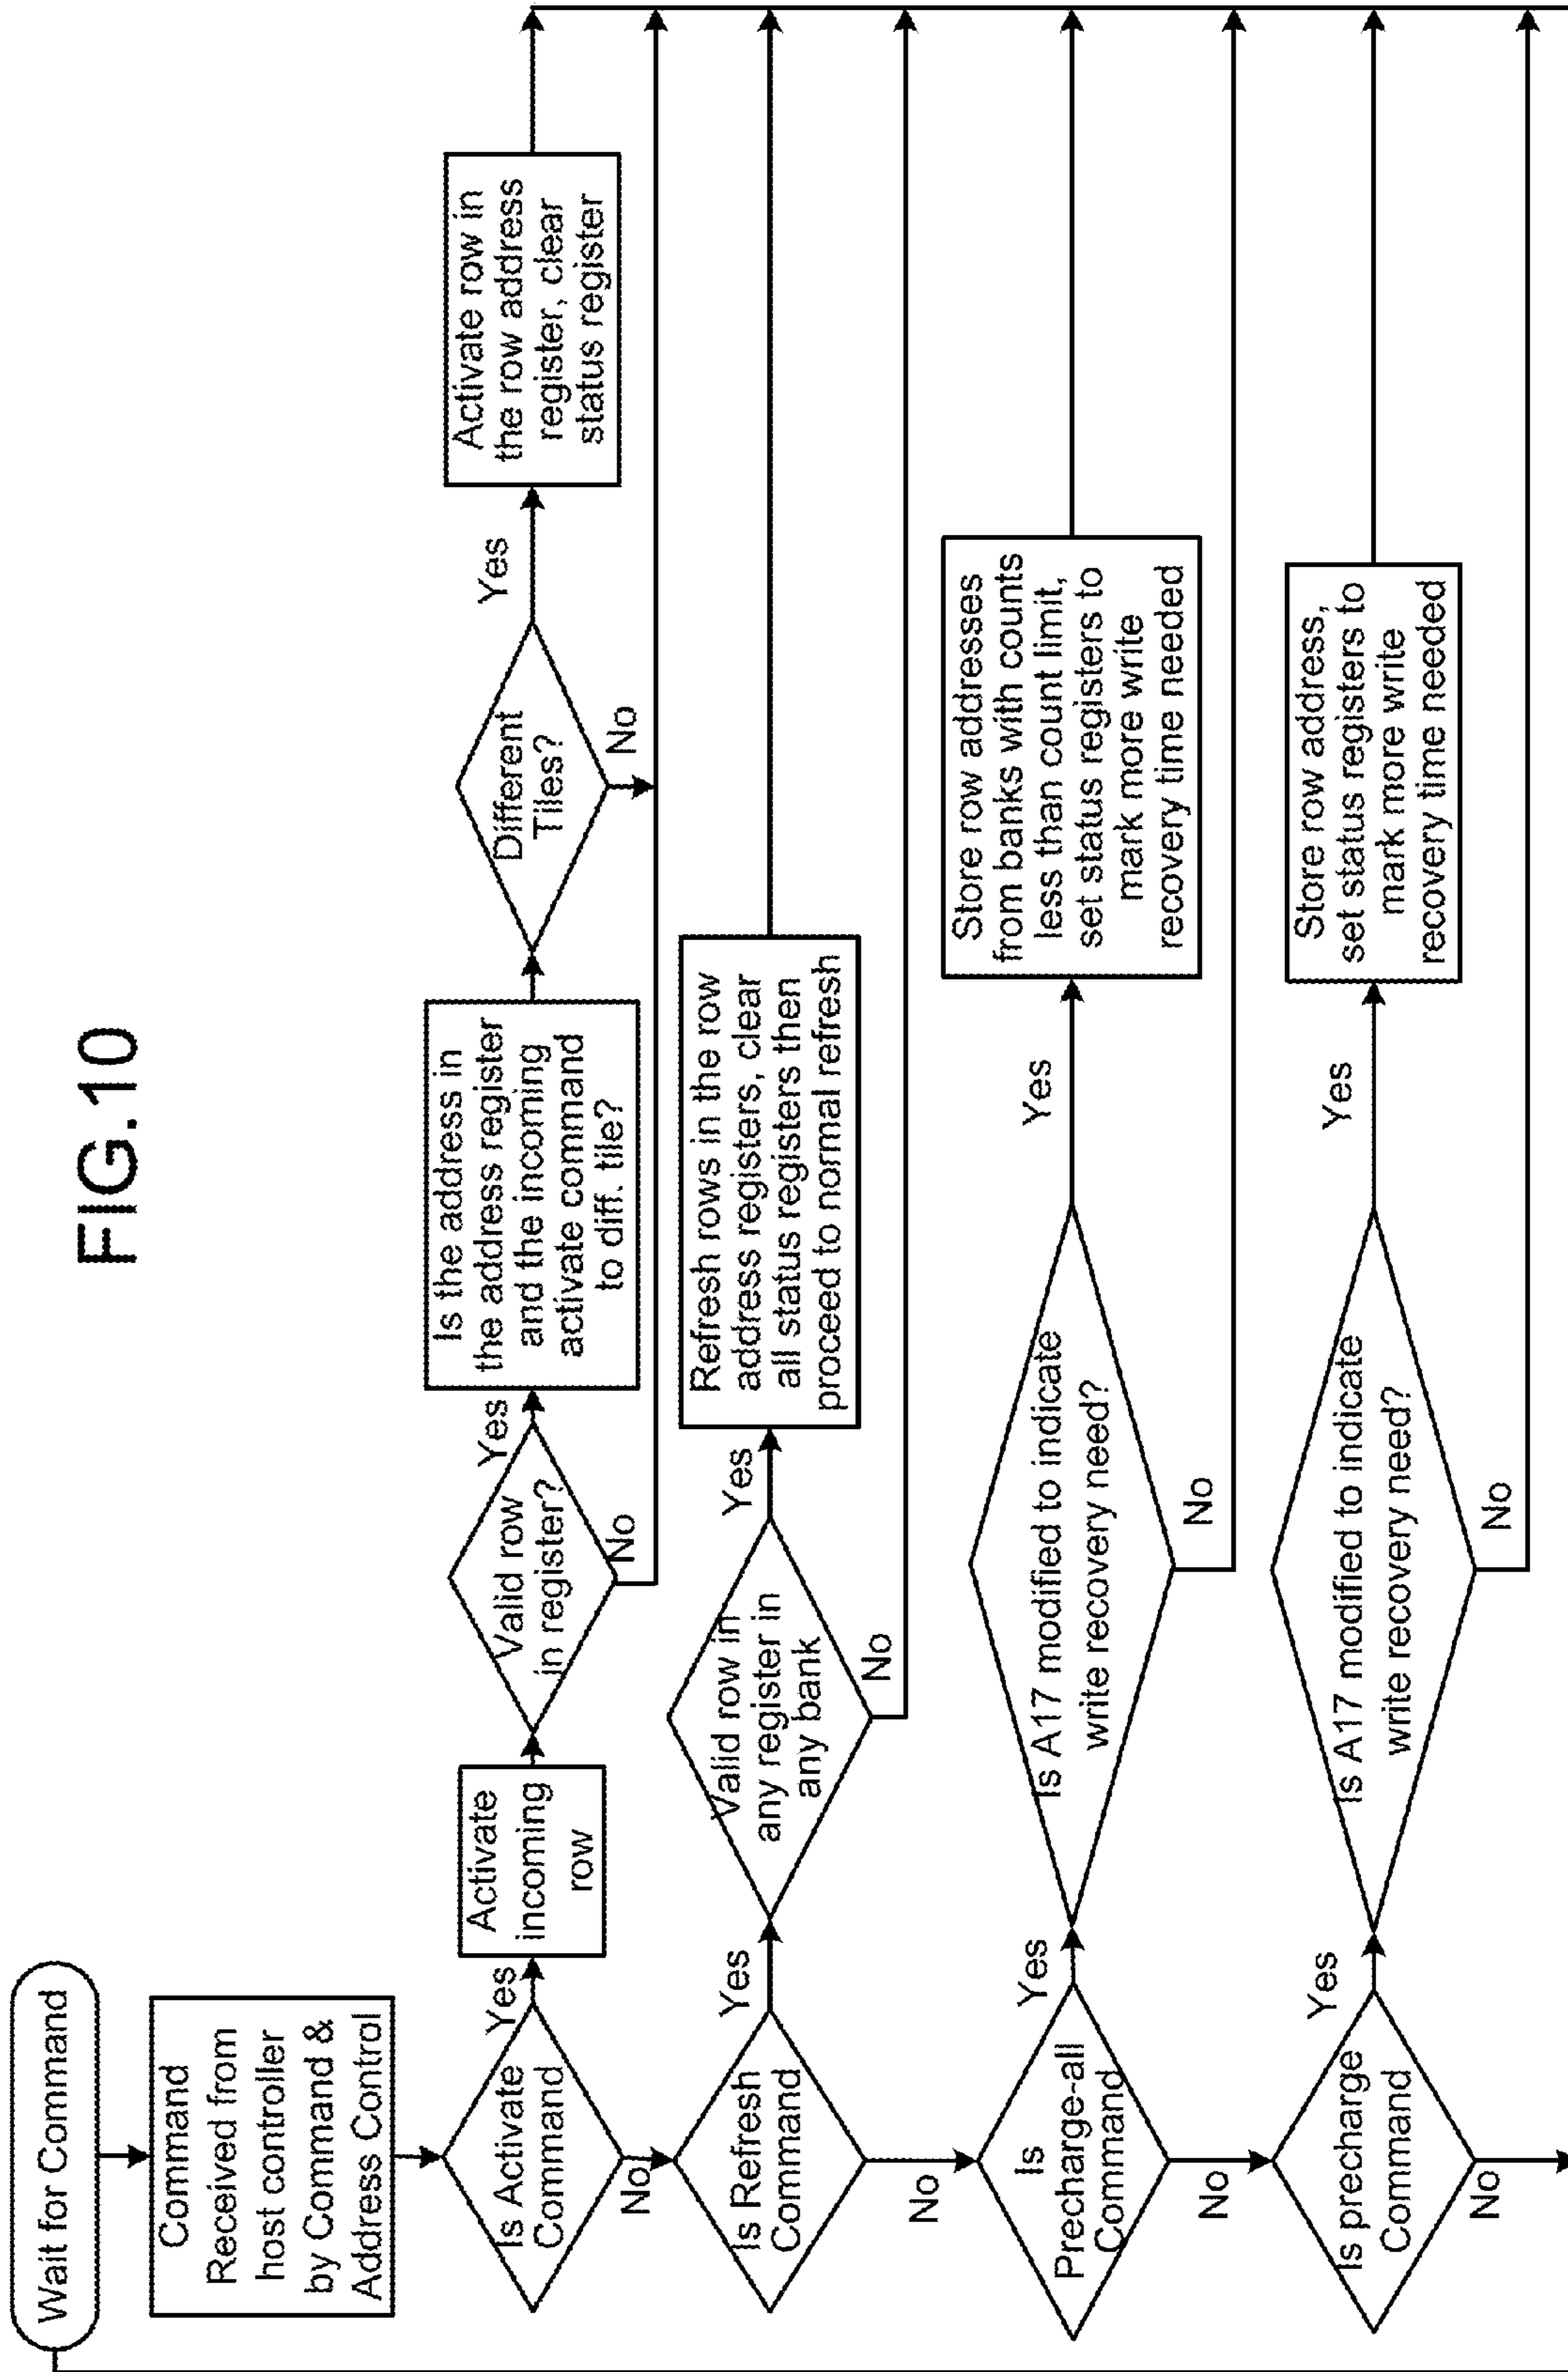 FIG.10
Wait for Command
Command
Received from
host controller
by Command &
Address Control
Is Activate
Command
Yes
No
Activate
incoming
row
Valid row
in register?
Yes
No
Is the address in
the address register
and the incoming
activate command
to diff. tile?
Different
Tiles?
Yes
No
Activate row in
the row address
register, clear
status register
Is Refresh
Command
Yes
No
Valid row in
any register in
any bank
Yes
No
Refresh rows in the row
address registers, clear
all status registers then
proceed to normal refresh
Is
Precharge-all
Command
Yes
No
Is A17 modified to indicate
write recovery need?
Yes
No
Store row addresses
from banks with counts
less than count limit,
set status registers to
mark more write
recovery time needed
Is precharge
Command
Yes
No
Is A17 modified to indicate
write recovery need?
Yes
No
Store row address,
set status registers to
mark more write
recovery time needed